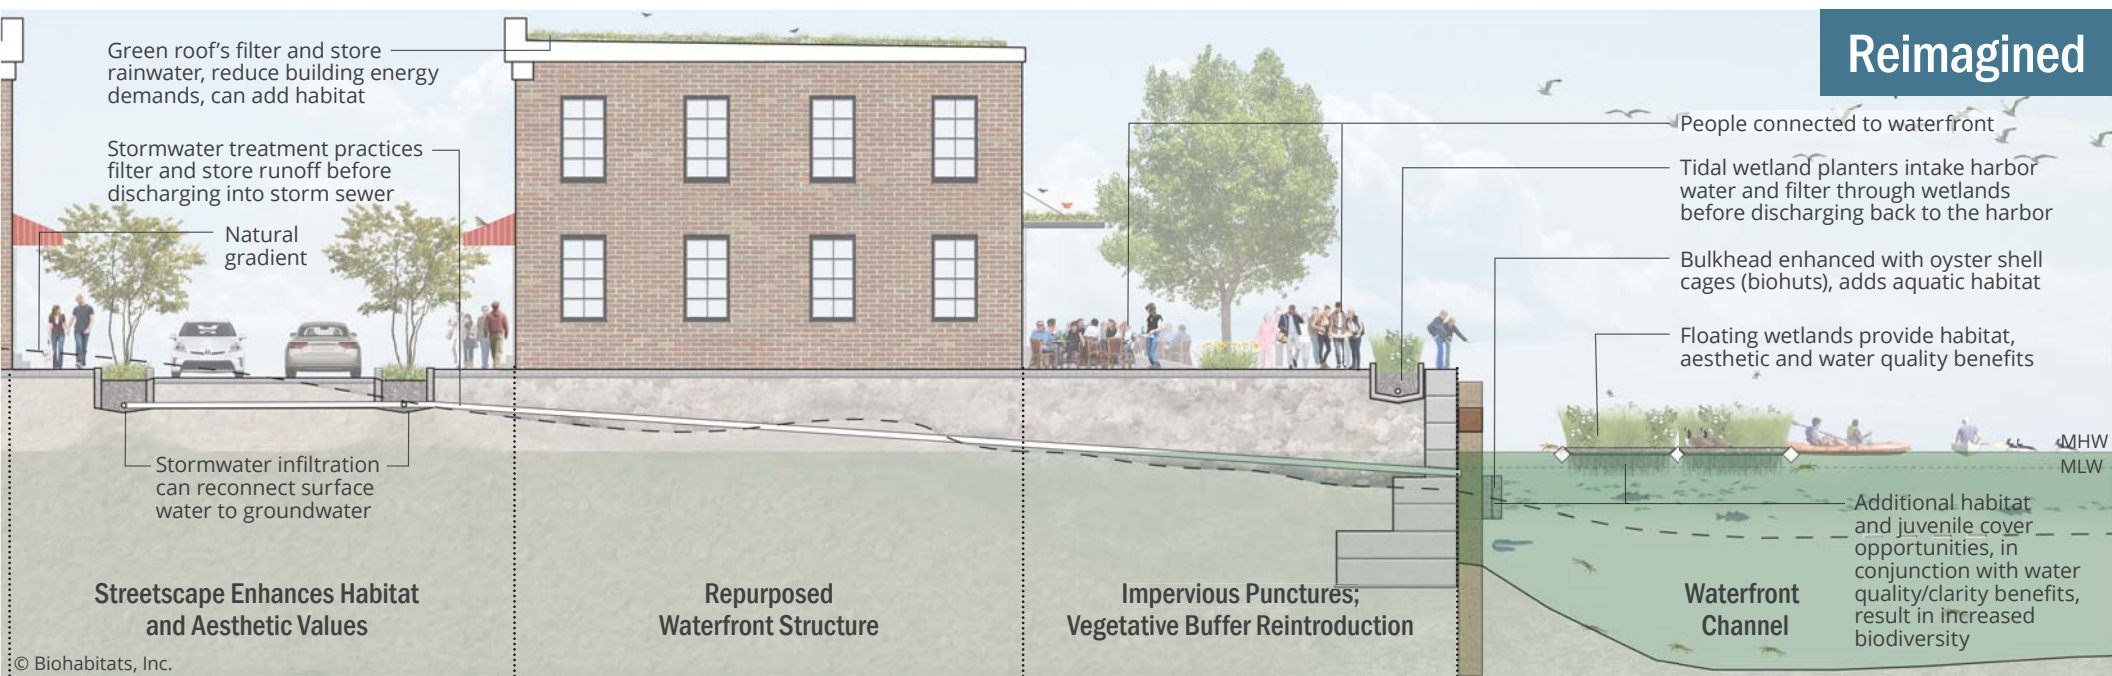 Reimagined
Green roof's filter and store
rainwater, reduce building energy
demands, can add habitat
Stormwater treatment practices
filter and store runoff before
discharging into storm sewer
Natural
gradient
People connected to waterfront
Tidal wetland planters intake harbor
water and filter through wetlands
before discharging back to the harbor
Bulkhead enhanced with oyster shell
cages (biohuts), adds aquatic habitat
Floating wetlands provide habitat,
aesthetic and water quality benefits
MHW
MLW
Stormwater infiltration
can reconnect surface
water to groundwater
Additional habitat
and juvenile cover
opportunities, in
conjunction with water
quality/clarity benefits,
result in increased
biodiversity
Streetscape Enhances Habitat
and Aesthetic Values
Repurposed
Waterfront Structure
Impervious Punctures;
Vegetative Buffer Reintroduction
Waterfront
Channel
© Biohabitats, Inc.